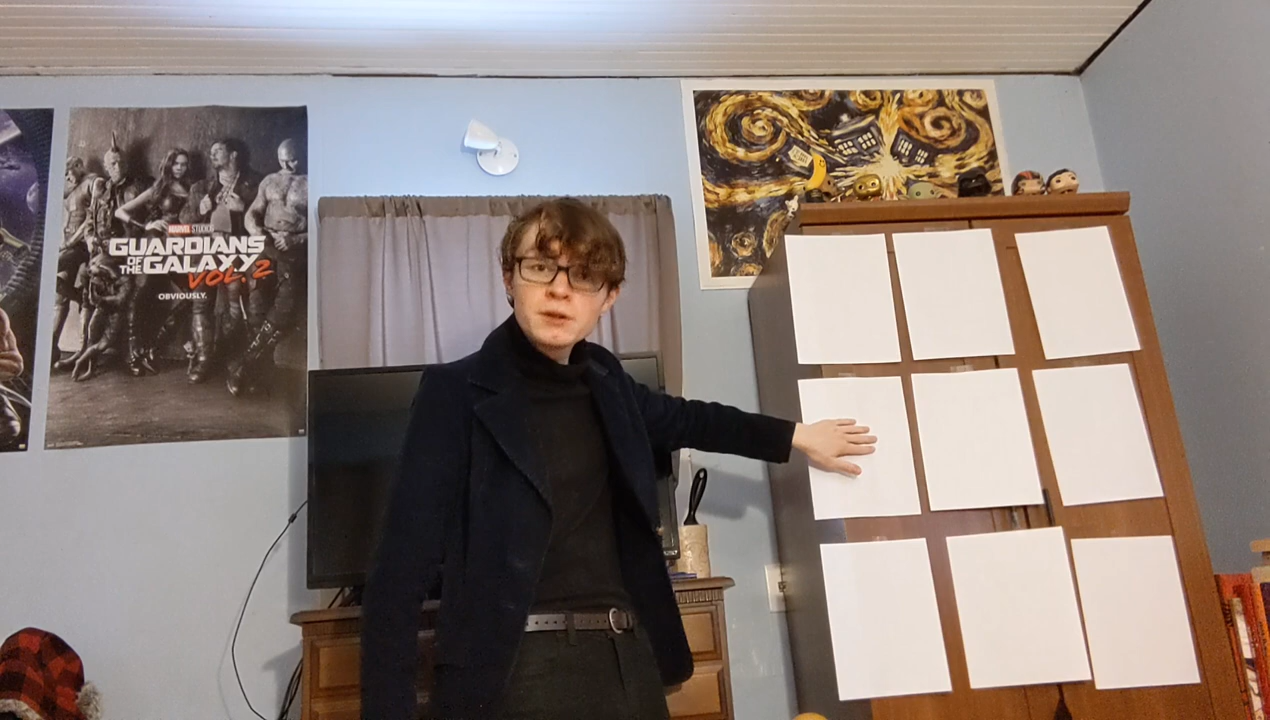 MARVEL STUDIOS
GUARDIANS
OF THE GALAXY
VOL. 2
OBVIOUSLY.